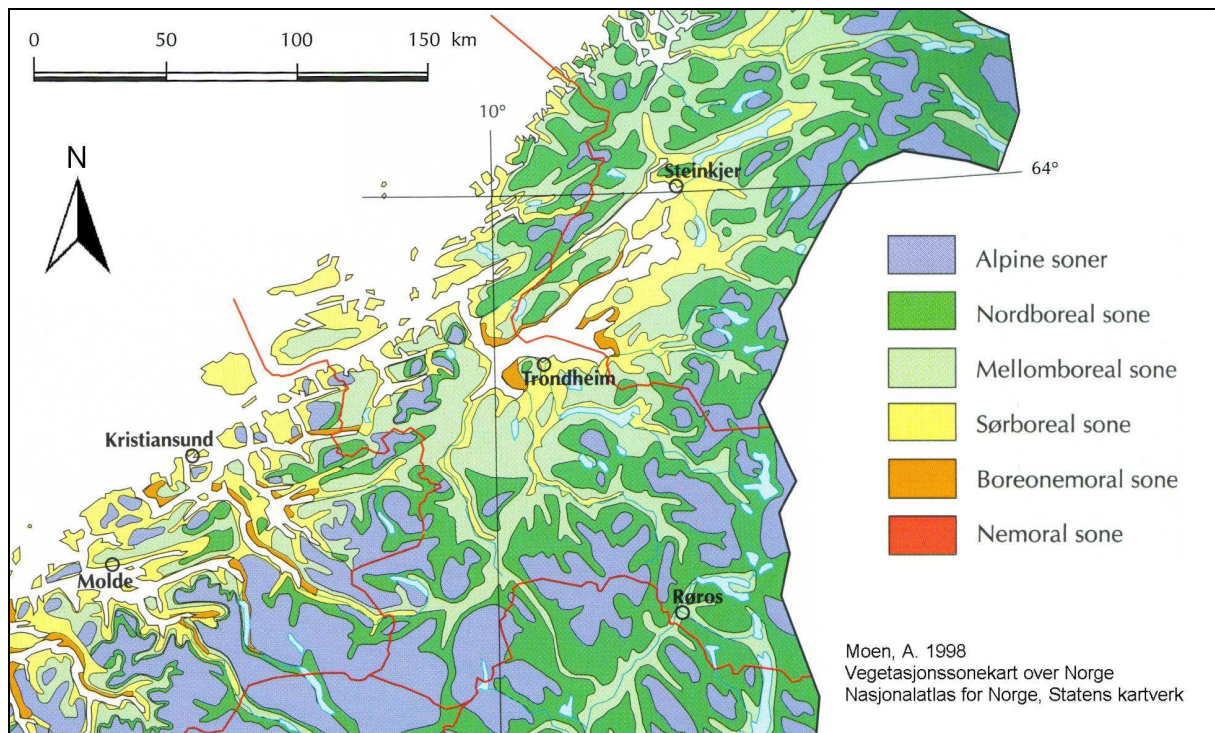 0 50 100 150 km
N
10°
64°
Steinkjer
Trondheim
Kristiansund
Molde
Røros
Alpine soner
Nordboreal sone
Mellomboreal sone
Sørboreal sone
Boreonemoral sone
Nemoral sone
Moen, A. 1998
Vegetasjonssonekart over Norge
Nasjonalatlas for Norge, Statens kartverk